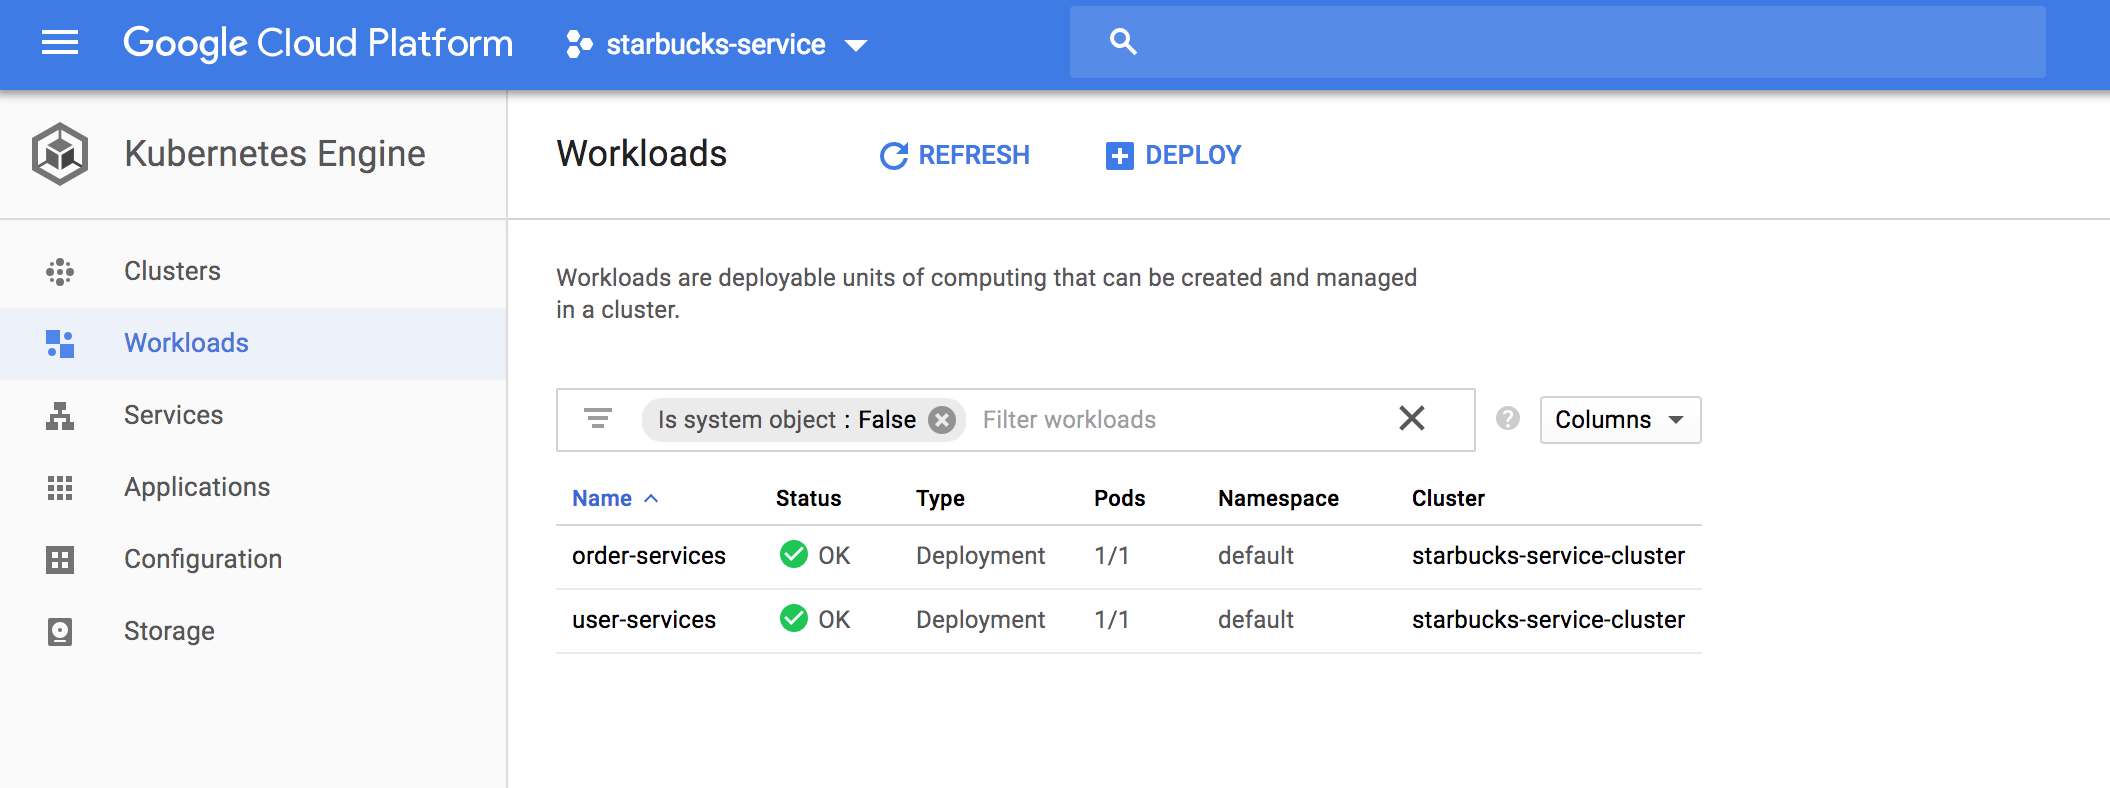 Google Cloud Platform starbucks-service
Kubernetes Engine
Workloads REFRESH DEPLOY
Clusters
Workloads
Services
Applications
Configuration
Storage
Workloads are deployable units of computing that can be created and managed
in a cluster.
Is system object : False Filter workloads ? Columns
Name Status Type Pods Namespace Cluster
order-services OK Deployment 1/1 default starbucks-service-cluster
user-services OK Deployment 1/1 default starbucks-service-cluster